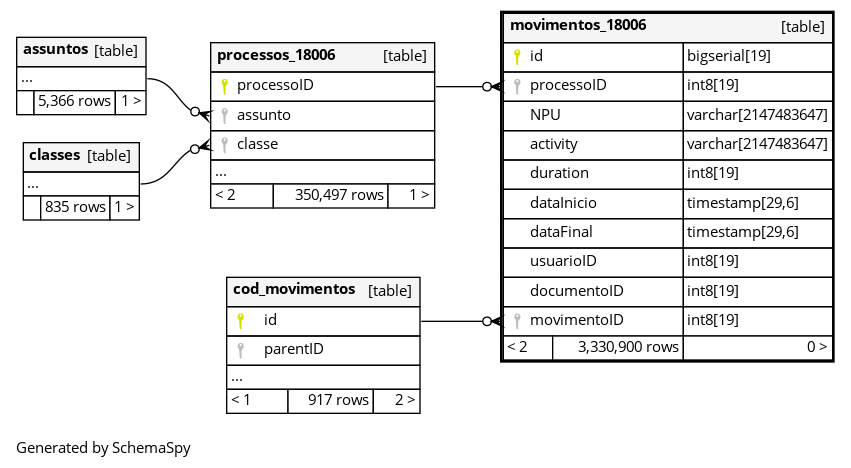 assuntos [table]
...
5,366 rows 1 >
classes [table]
...
835 rows 1 >
processos_18006 [table]
processoID
assunto
classe
...
< 2 350,497 rows 1 >
cod_movimentos [table]
id
parentID
...
< 1 917 rows 2 >
movimentos_18006 [table]
id bigserial[19]
processoID int8[19]
NPU varchar[2147483647]
activity varchar[2147483647]
duration int8[19]
dataInicio timestamp[29,6]
dataFinal timestamp[29,6]
usuarioID int8[19]
documentoID int8[19]
movimentoID int8[19]
< 2 3,330,900 rows 0 >
Generated by SchemaSpy